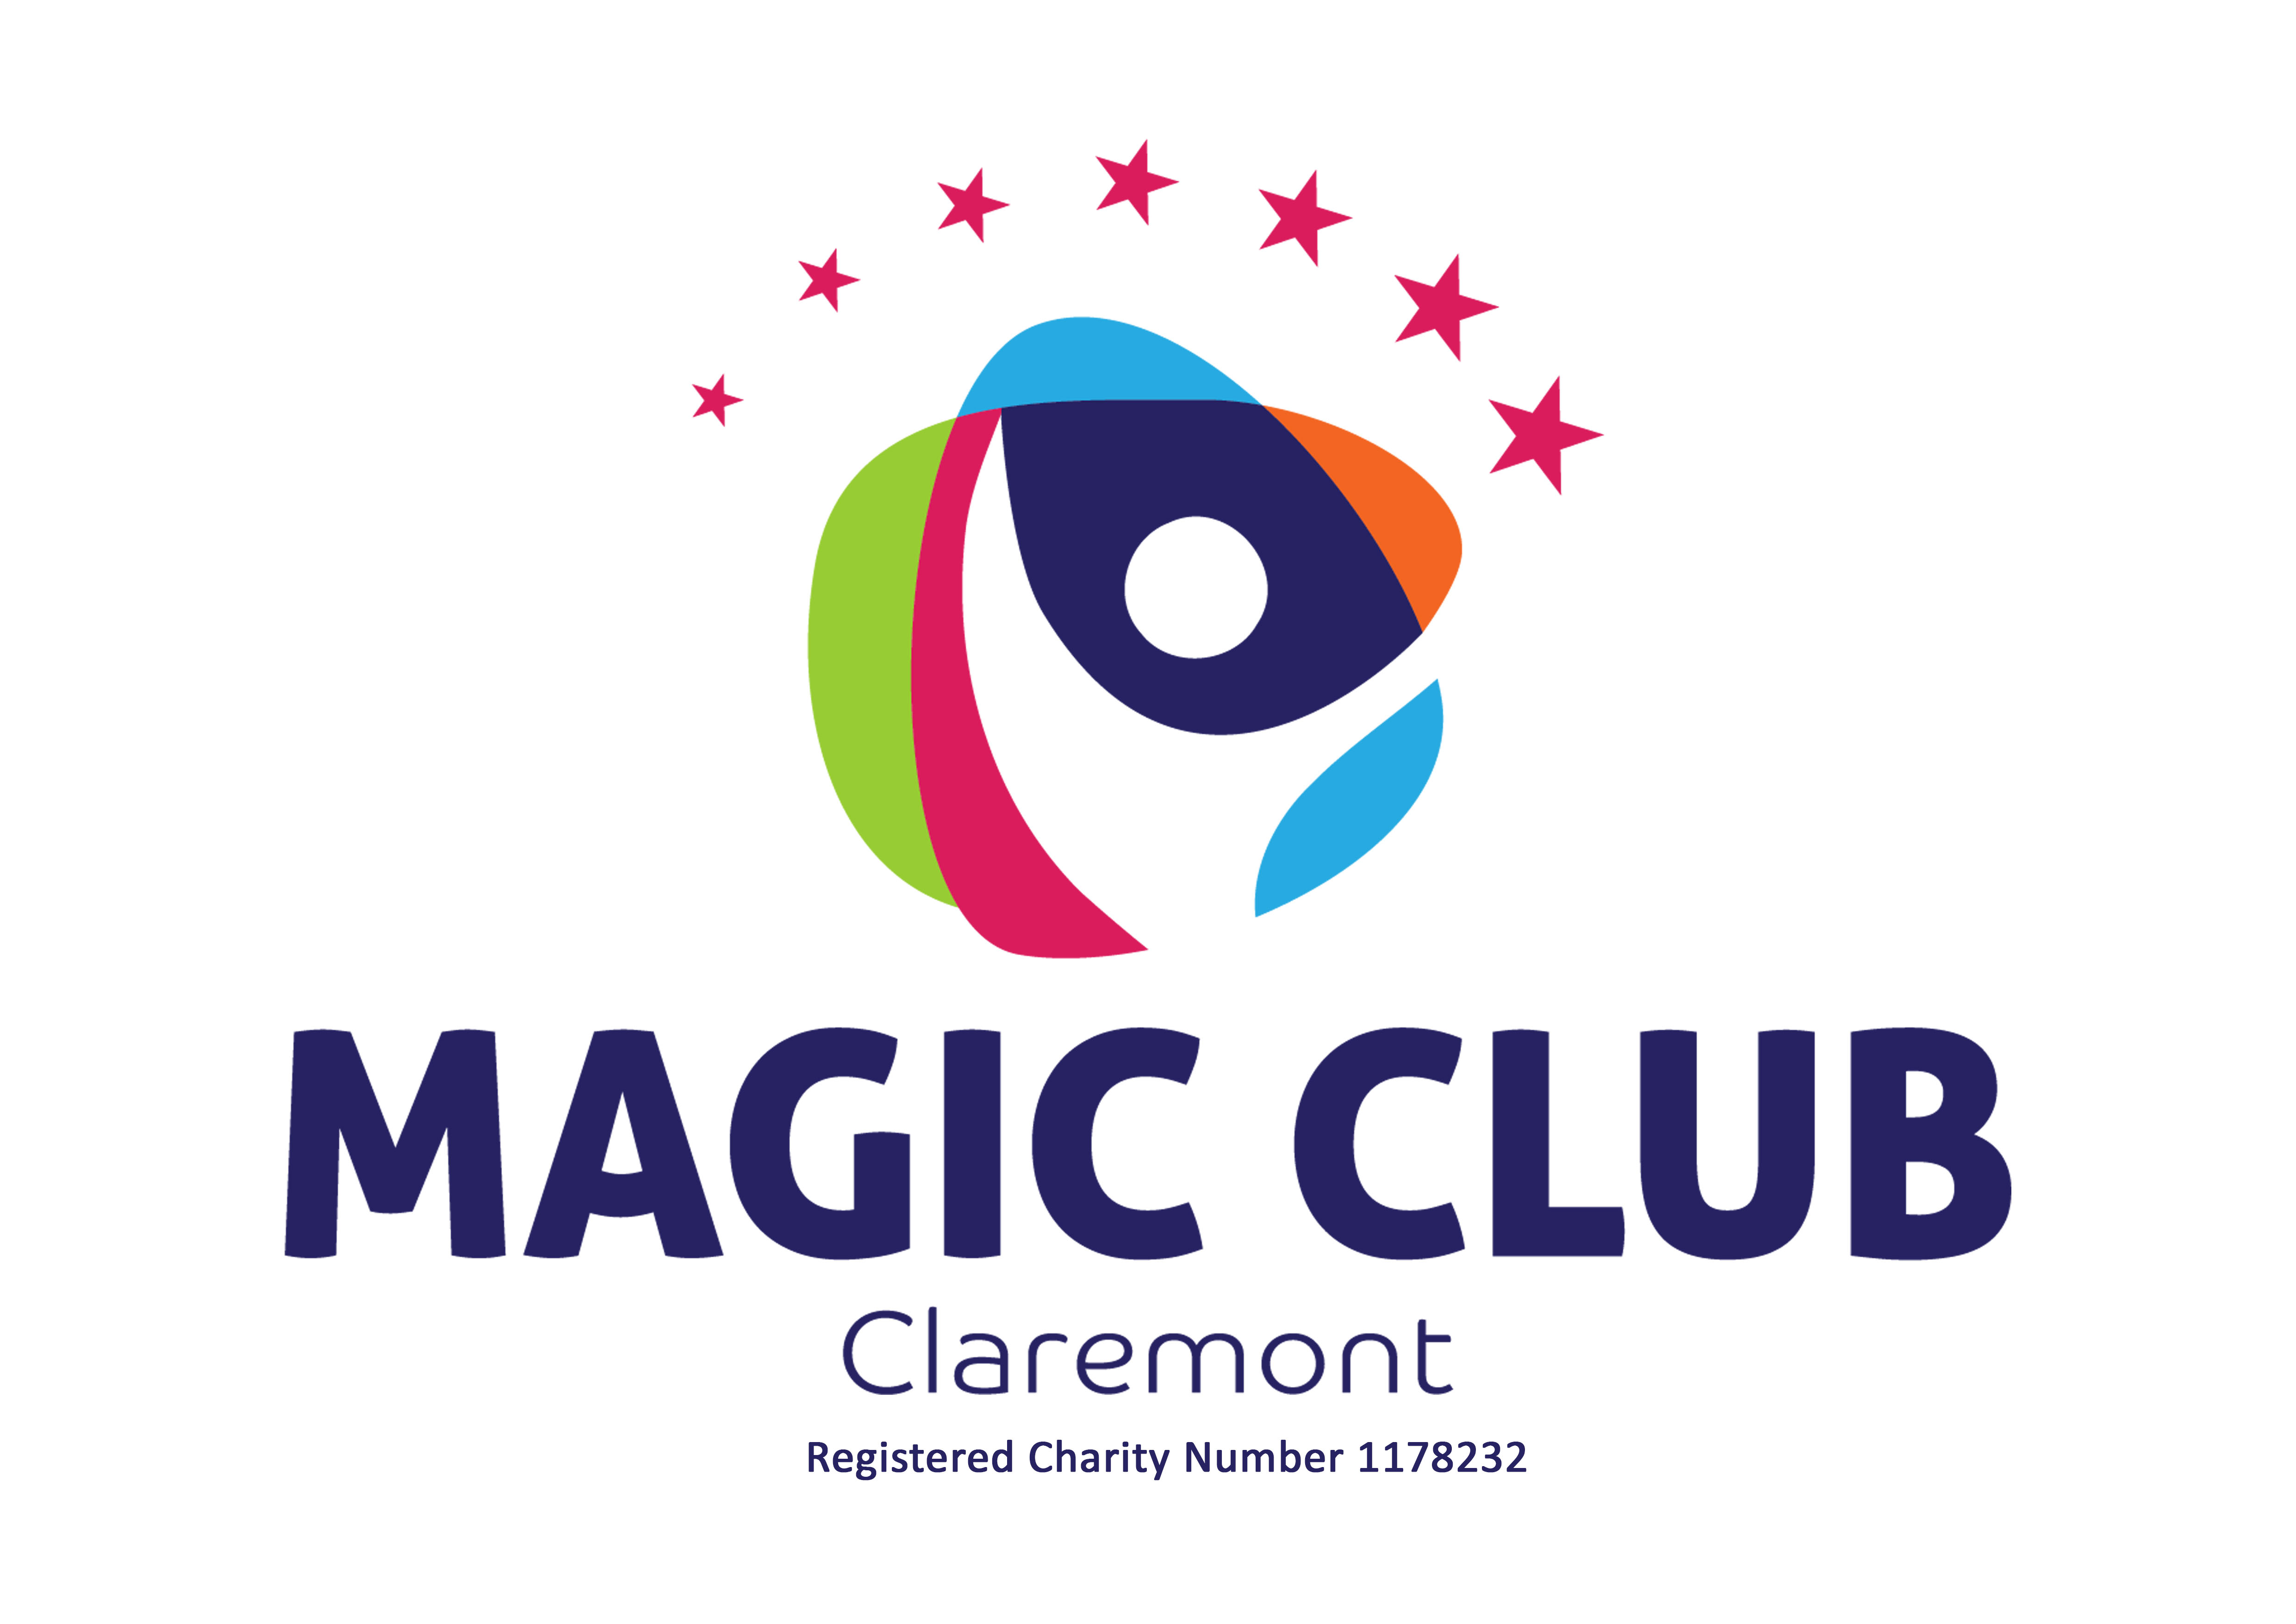 MAGIC CLUB
Claremont
Registered Charity Number 1178232